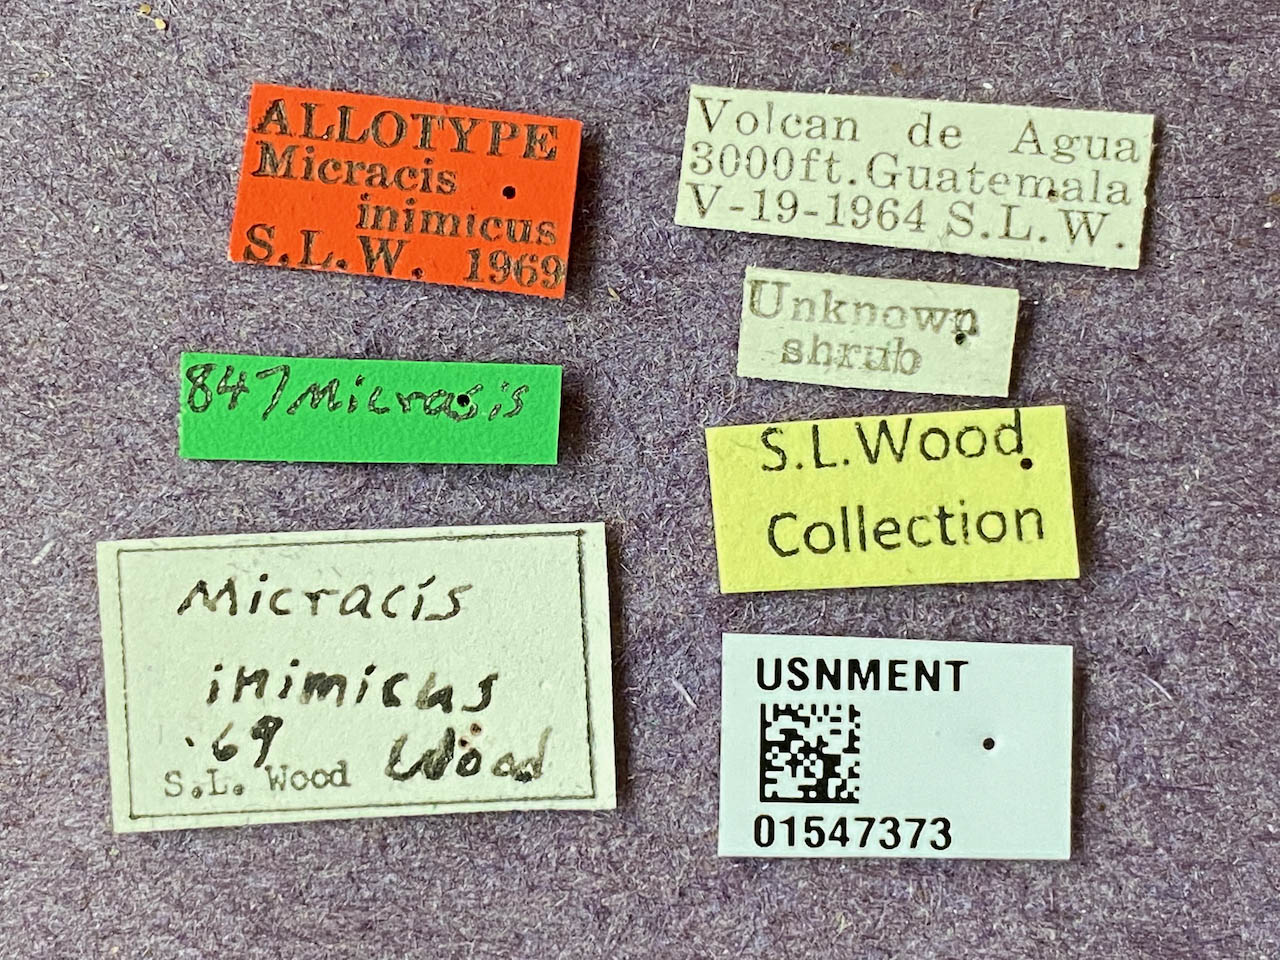 ALLOTYPE
Micracis
inimicus
S.L.W. 1969
847 Micracis
Micracis
inimicus
'69 Wood
S.L. Wood
Volcan de Agua
3000ft. Guatemala
V-19-1964 S.L.W.
Unknown
shrub
S.L. Wood
Collection
USNMENT
01547373